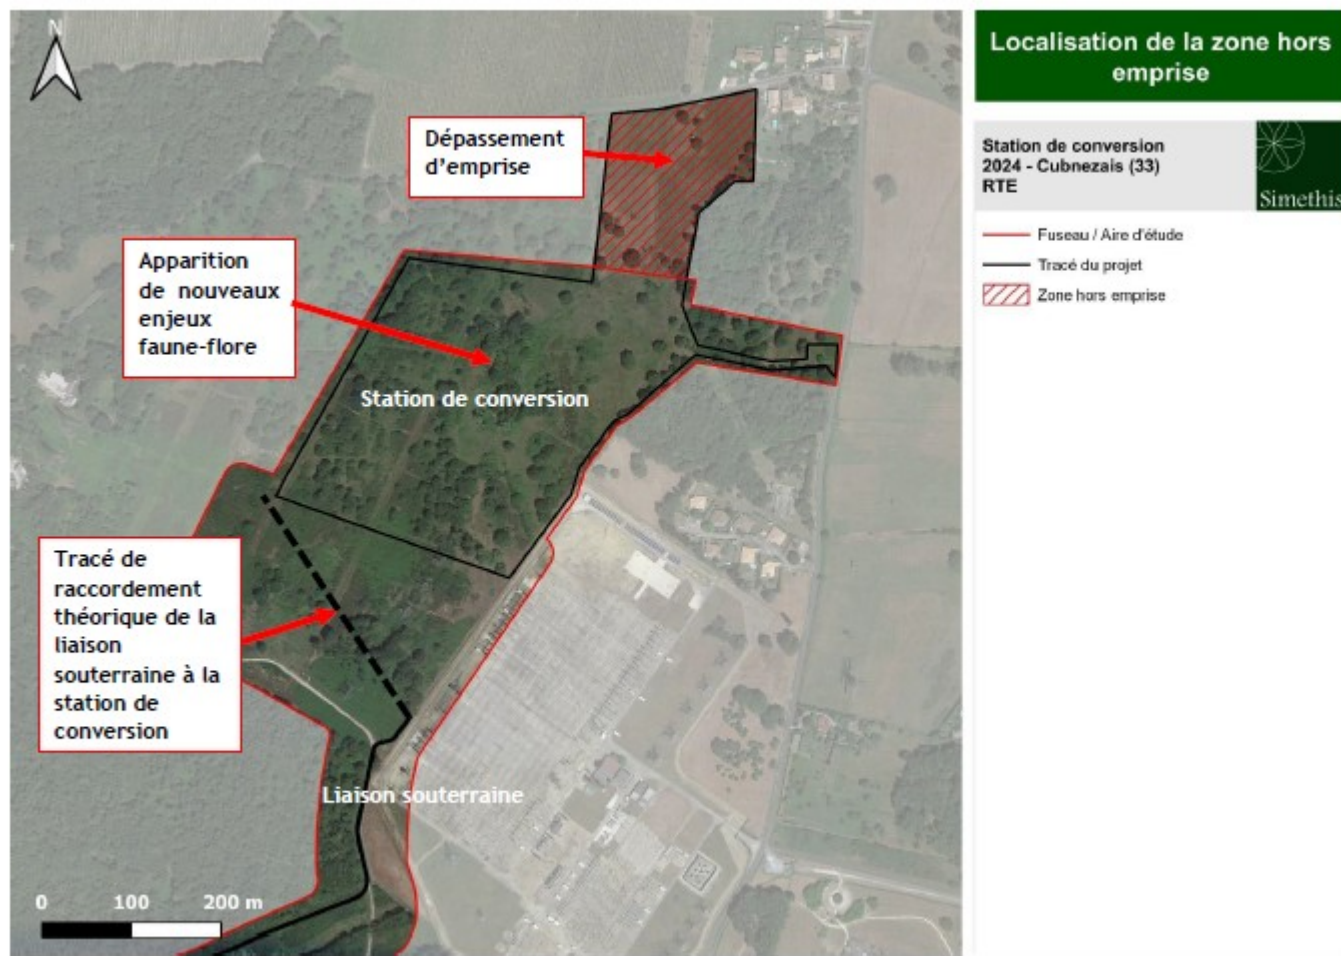 N
Dépassement
d'emprise
Apparition
de nouveaux
enjeux
faune-flore
Station de conversion
Tracé de
raccordement
théorique de la
liaison
souterraine à la
station de
conversion
Liaison souterraine
0 100 200 m
Localisation de la zone hors
emprise
Station de conversion
2024 - Cubnezais (33)
RTE
Simethis
Fuseau / Aire d'étude
Tracé du projet
Zone hors emprise